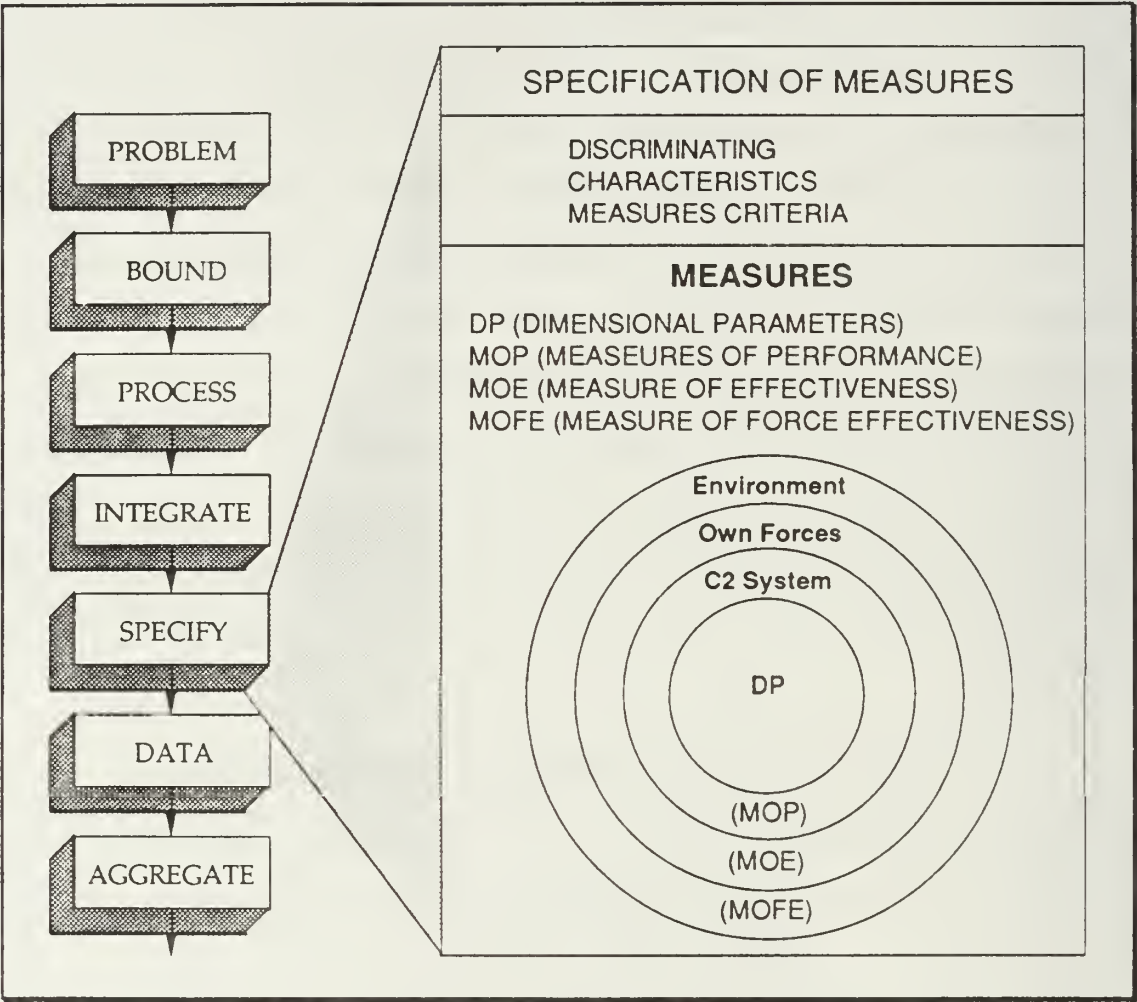 PROBLEM
BOUND
PROCESS
INTEGRATE
SPECIFY
DATA
AGGREGATE
SPECIFICATION OF MEASURES
DISCRIMINATING
CHARACTERISTICS
MEASURES CRITERIA
MEASURES
DP (DIMENSIONAL PARAMETERS)
MOP (MEASEURES OF PERFORMANCE)
MOE (MEASURE OF EFFECTIVENESS)
MOFE (MEASURE OF FORCE EFFECTIVENESS)
Environment
Own Forces
C2 System
DP
(MOP)
(MOE)
(MOFE)